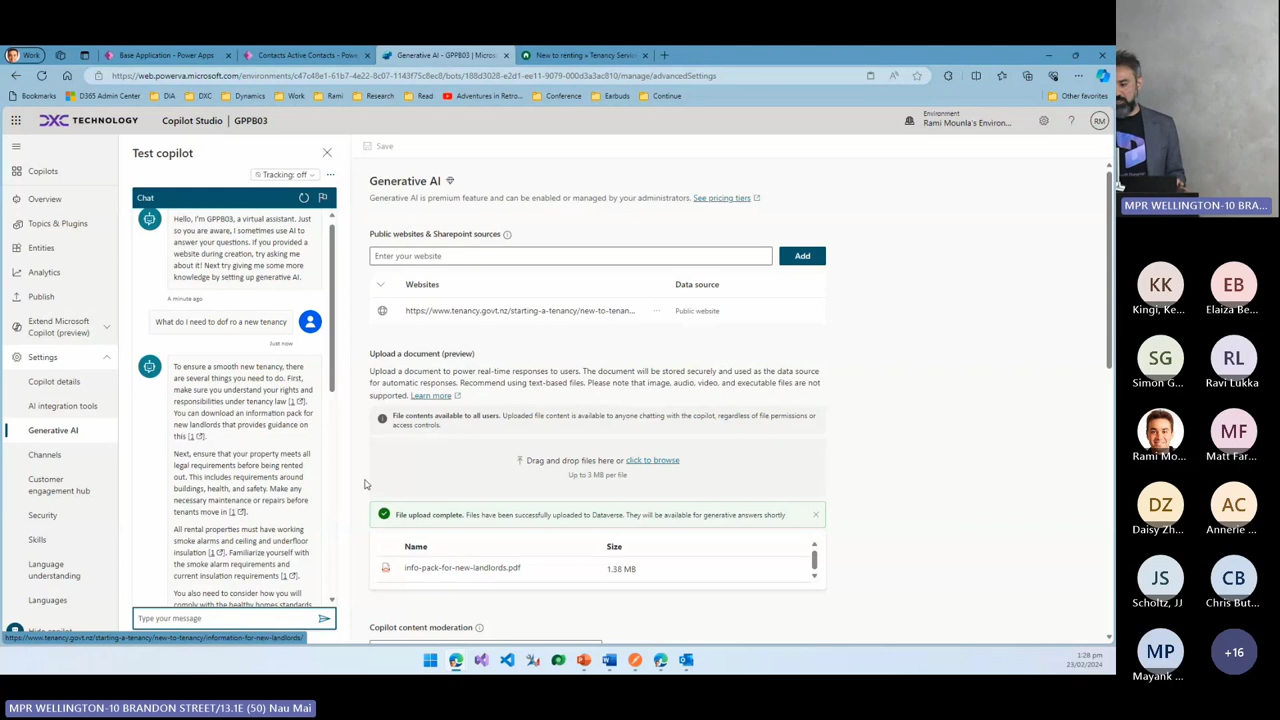 Work
Base Application - Power Apps
Contacts Active Contacts - Powe...
Generative AI - GPPB03 | Micros...
New to renting » Tenancy Servic...
https://web.powerva.microsoft.com/environments/c47c48e1-61b7-4e22-8c07-1143f75c8ec8/bots/188d3028-e2d1-ee11-9079-000d3a3ac810/manage/advancedSettings
Bookmarks
D365 Admin Center
DIA
DXC
Dynamics
Work
Rami
Research
Read
Adventures in Retro...
Conference
Earbuds
Continue
Other favorites
DXC TECHNOLOGY
Copilot Studio | GPPB03
Environment
Rami Mounla's Environ...
RM
Copilots
Overview
Topics & Plugins
Entities
Analytics
Publish
Extend Microsoft
Copilot (preview)
Settings
Copilot details
AI integration tools
Generative AI
Channels
Customer
engagement hub
Security
Skills
Language
understanding
Languages
Test copilot
Tracking: off
Chat
Hello, I'm GPPB03, a virtual assistant. Just
so you are aware, I sometimes use AI to
answer your questions. If you provided a
website during creation, try asking me
about it! Next try giving me some more
knowledge by setting up generative AI.
A minute ago
What do I need to dof ro a new tenancy
Just now
To ensure a smooth new tenancy, there
are several things you need to do. First,
make sure you understand your rights and
responsibilities under tenancy law [1].
You can download an information pack for
new landlords that provides guidance on
this [1].
Next, ensure that your property meets all
legal requirements before being rented
out. This includes requirements around
buildings, health, and safety. Make any
necessary maintenance or repairs before
tenants move in [1].
All rental properties must have working
smoke alarms and ceiling and underfloor
insulation [1]. Familiarize yourself with
the smoke alarm requirements and
current insulation requirements [1].
You also need to consider how you will
comply with the healthy homes standards
Type your message
https://www.tenancy.govt.nz/starting-a-tenancy/new-to-tenancy/information-for-new-landlords/
Save
Generative AI
Generative AI is premium feature and can be enabled or managed by your administrators. See pricing tiers
Public websites & Sharepoint sources
Enter your website
Add
Websites
Data source
https://www.tenancy.govt.nz/starting-a-tenancy/new-to-tenan...
Public website
Upload a document (preview)
Upload a document to power real-time responses to users. The document will be stored securely and used as the data source
for automatic responses. Recommend using text-based files. Please note that image, audio, video, and executable files are not
supported. Learn more
File contents available to all users. Uploaded file content is available to anyone chatting with the copilot, regardless of file permissions or
access controls.
Drag and drop files here or click to browse
Up to 3 MB per file
File upload complete. Files have been successfully uploaded to Dataverse. They will be available for generative answers shortly
Name
Size
info-pack-for-new-landlords.pdf
1.38 MB
Copilot content moderation
1:28 pm
23/02/2024
MPR WELLINGTON-10 BRA...
KK
Kingi, Ke...
EB
Elaiza Be...
SG
Simon G...
RL
Ravi Lukka
Rami Mo...
MF
Matt Far...
DZ
Daisy Zh...
AC
Annerie ...
JS
Scholtz, JJ
CB
Chris But...
MP
Mayank ...
+16
MPR WELLINGTON-10 BRANDON STREET/13.1E (50) Nau Mai